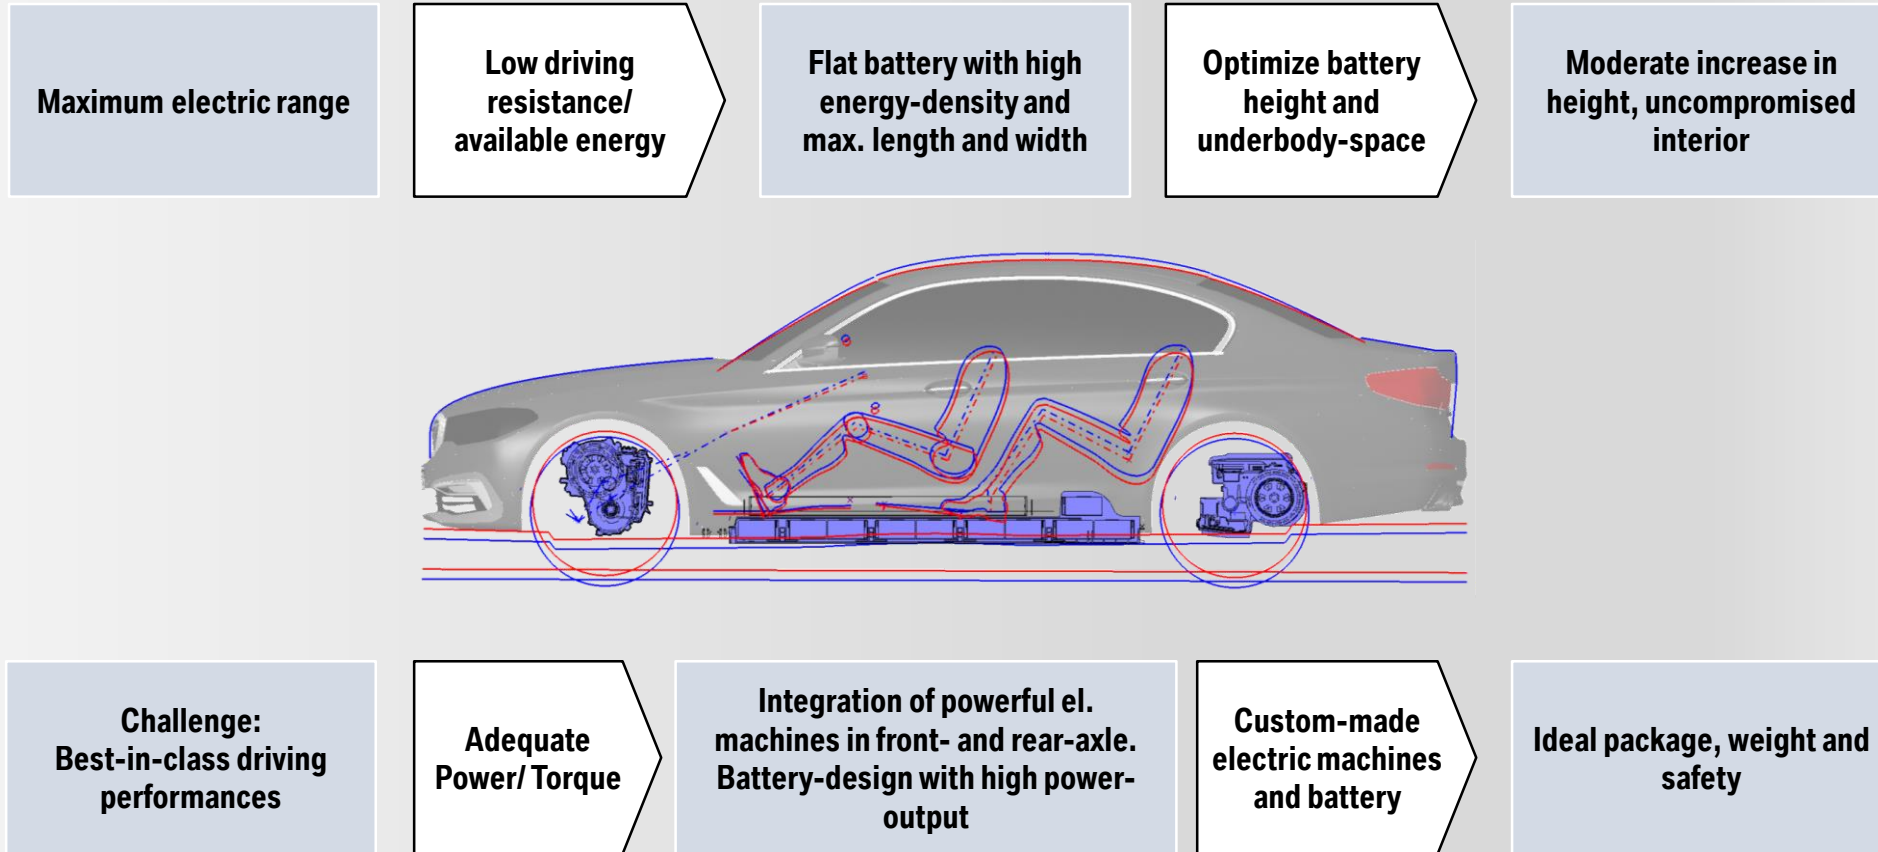 Maximum electric range
Low driving
resistance/
available energy
Flat battery with high
energy-density and
max. length and width
Optimize battery
height and
underbody-space
Moderate increase in
height, uncompromised
interior
Challenge:
Best-in-class driving
performances
Adequate
Power/ Torque
Integration of powerful el.
machines in front- and rear-axle.
Battery-design with high power-
output
Custom-made
electric machines
and battery
Ideal package, weight and
safety